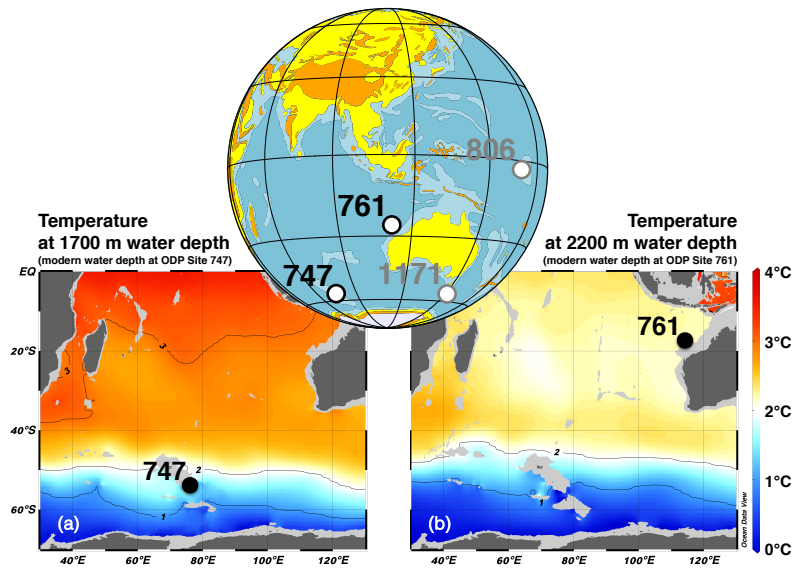 806
761
747
1171
Temperature
at 1700 m water depth
(modern water depth at ODP Site 747)
Temperature
at 2200 m water depth
(modern water depth at ODP Site 761)
EQ
20°S
40°S
60°S
3
3
2
1
747
(a)
40°E 60°E 80°E 100°E 120°E
761
2
2
1
(b)
Ocean Data View
40°E 60°E 80°E 100°E 120°E
4°C
3°C
2°C
1°C
0°C